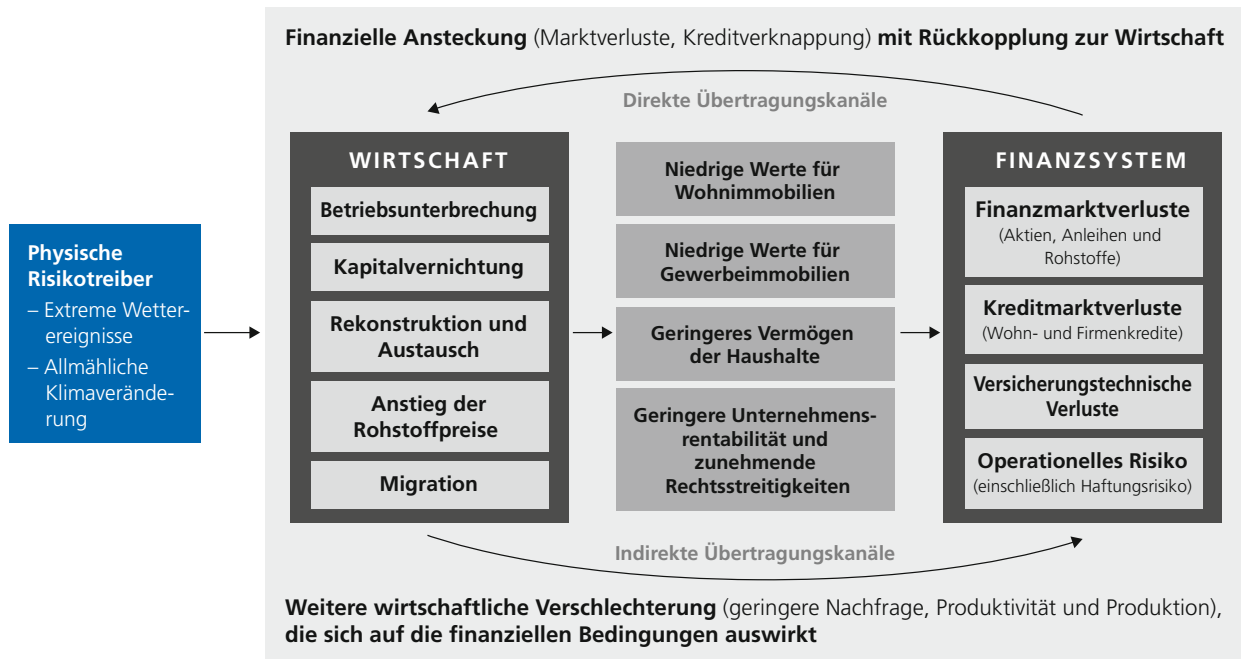 Finanzielle Ansteckung (Marktverluste, Kreditverknappung) mit Rückkopplung zur Wirtschaft
Direkte Übertragungskanäle
Physische
Risikotreiber
– Extreme Wetter-
ereignisse
– Allmähliche
Klimaverände-
rung
WIRTSCHAFT
Betriebsunterbrechung
Kapitalvernichtung
Rekonstruktion und
Austausch
Anstieg der
Rohstoffpreise
Migration
Niedrige Werte für
Wohnimmobilien
Niedrige Werte für
Gewerbeimmobilien
Geringeres Vermögen
der Haushalte
Geringere Unternehmens-
rentabilität und
zunehmende
Rechtsstreitigkeiten
FINANZSYSTEM
Finanzmarktverluste
(Aktien, Anleihen und
Rohstoffe)
Kreditmarktverluste
(Wohn- und Firmenkredite)
Versicherungstechnische
Verluste
Operationelles Risiko
(einschließlich Haftungsrisiko)
Indirekte Übertragungskanäle
Weitere wirtschaftliche Verschlechterung (geringere Nachfrage, Produktivität und Produktion),
die sich auf die finanziellen Bedingungen auswirkt